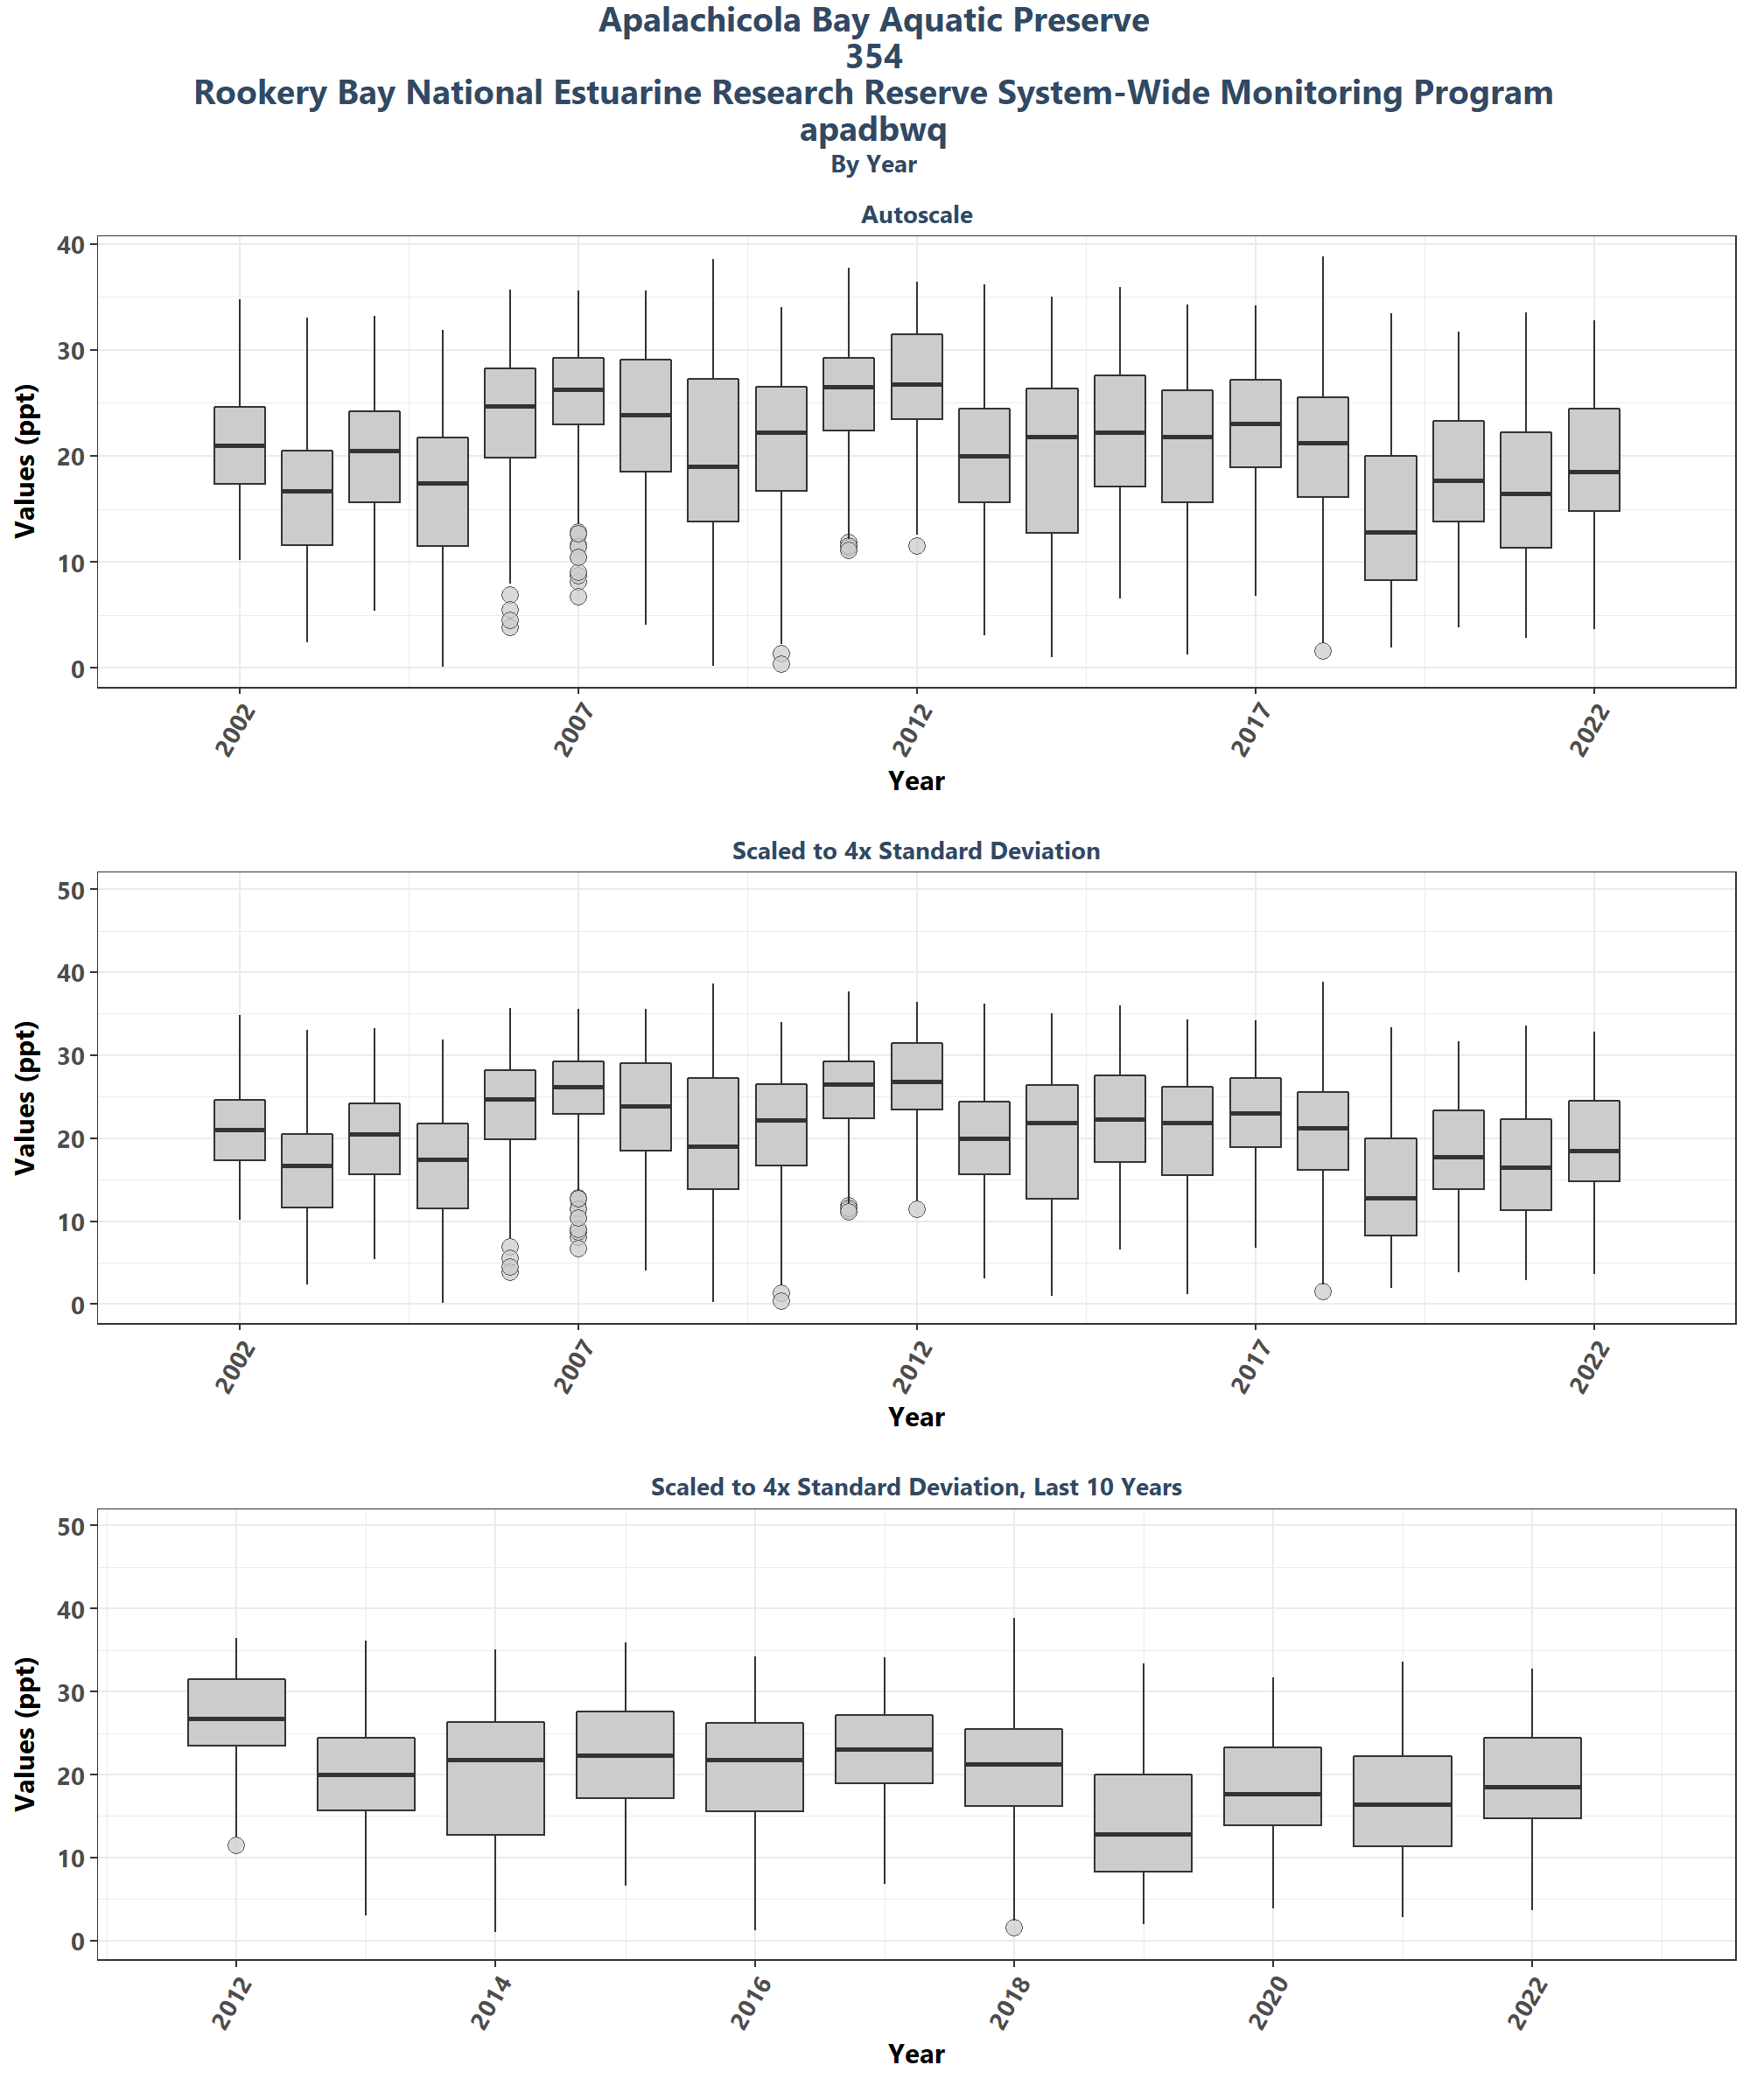 Apalachicola Bay Aquatic Preserve
354
Rookery Bay National Estuarine Research Reserve System-Wide Monitoring Program
apadbwq
By Year
Autoscale
40
30
20
10
0
Values (ppt)
2002
2007
2012
2017
2022
Year
Scaled to 4x Standard Deviation
50
40
30
20
10
0
Values (ppt)
2002
2007
2012
2017
2022
Year
Scaled to 4x Standard Deviation, Last 10 Years
50
40
30
20
10
0
Values (ppt)
2012
2014
2016
2018
2020
2022
Year